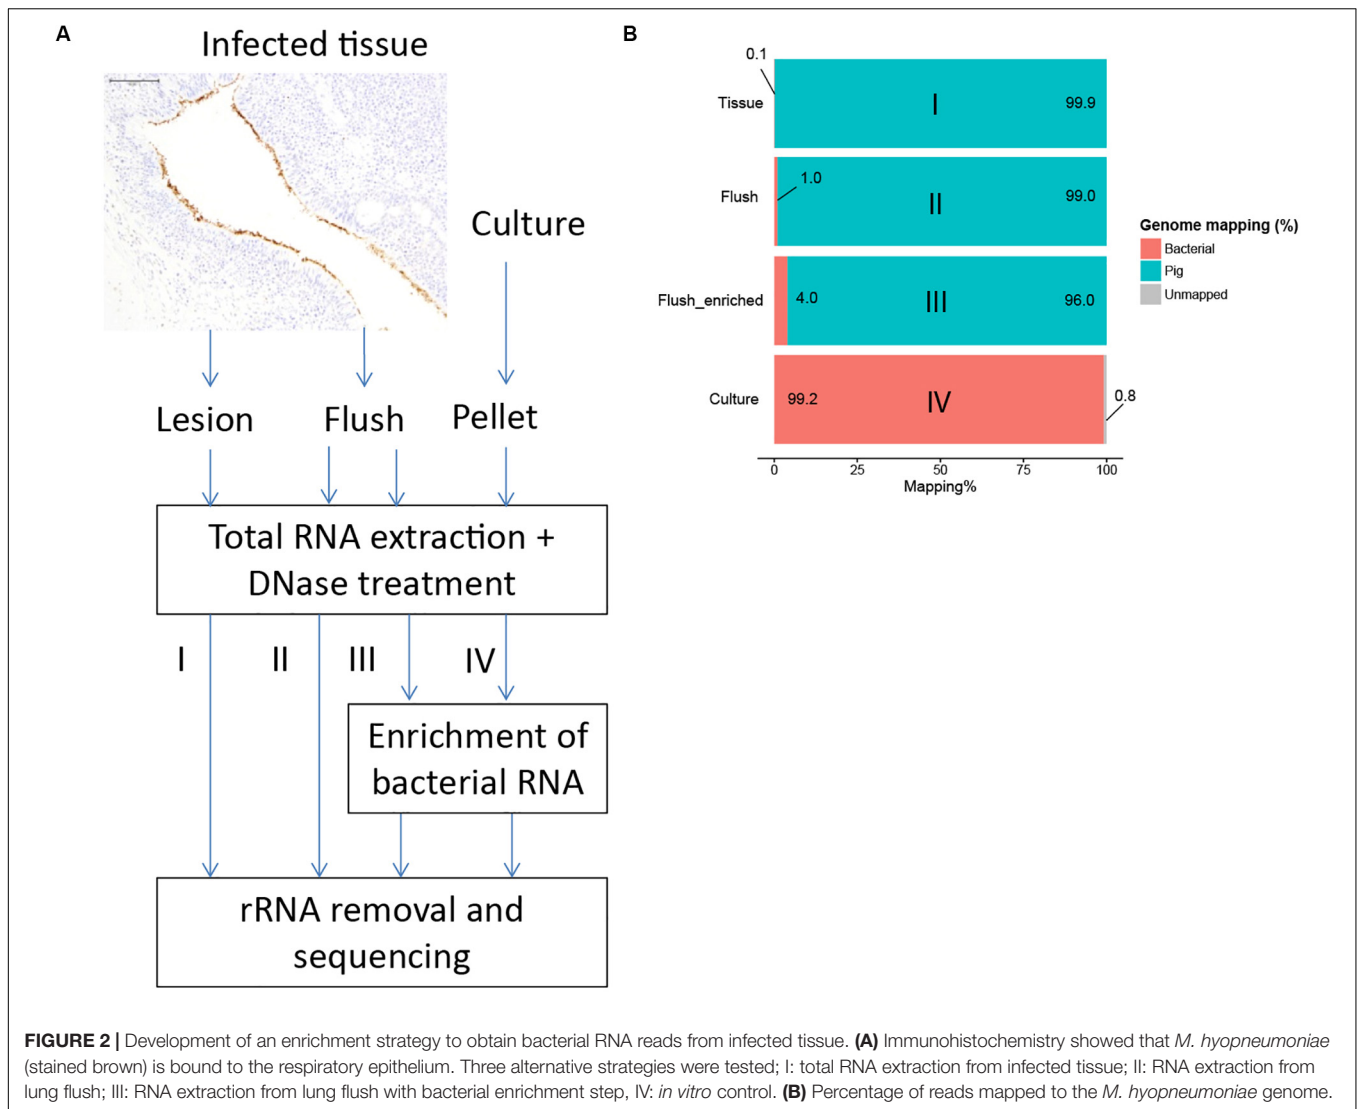 A
Infected tissue
Culture
Lesion
Flush
Pellet
Total RNA extraction +
DNase treatment
I
II
III
IV
Enrichment of
bacterial RNA
rRNA removal and
sequencing
B
0.1
Tissue
I
99.9
Flush
1.0
II
99.0
Flush_enriched
4.0
III
96.0
Culture
99.2
IV
0.8
0
25
50
75
100
Mapping%
Genome mapping (%)
Bacterial
Pig
Unmapped
FIGURE 2 | Development of an enrichment strategy to obtain bacterial RNA reads from infected tissue. (A) Immunohistochemistry showed that M. hyopneumoniae
(stained brown) is bound to the respiratory epithelium. Three alternative strategies were tested; I: total RNA extraction from infected tissue; II: RNA extraction from
lung flush; III: RNA extraction from lung flush with bacterial enrichment step, IV: in vitro control. (B) Percentage of reads mapped to the M. hyopneumoniae genome.